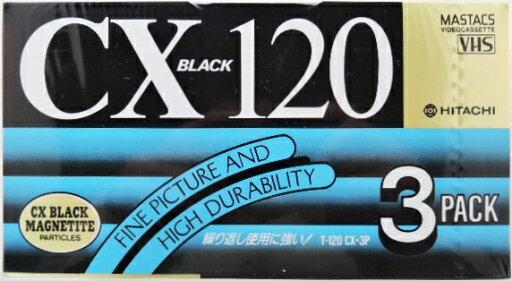 CX BLACK 120
MASTACS
VIDEOCASSETTE
VHS
HITACHI
FINE PICTURE AND
HIGH DURABILITY
CX BLACK
MAGNETITE
PARTICLES
3 PACK
繰り返し使用に強い! T-120 CX・3P